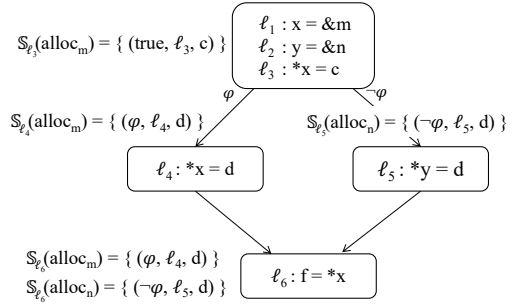 𝕊ℓ₃(allocₘ) = { (true, ℓ₃, c) }
ℓ₁ : x = &m
ℓ₂ : y = &n
ℓ₃ : *x = c
φ
¬φ
𝕊ℓ₄(allocₘ) = { (φ, ℓ₄, d) }
𝕊ℓ₅(allocₙ) = { (¬φ, ℓ₅, d) }
ℓ₄ : *x = d
ℓ₅ : *y = d
𝕊ℓ₆(allocₘ) = { (φ, ℓ₄, d) }
𝕊ℓ₆(allocₙ) = { (¬φ, ℓ₅, d) }
ℓ₆ : f = *x